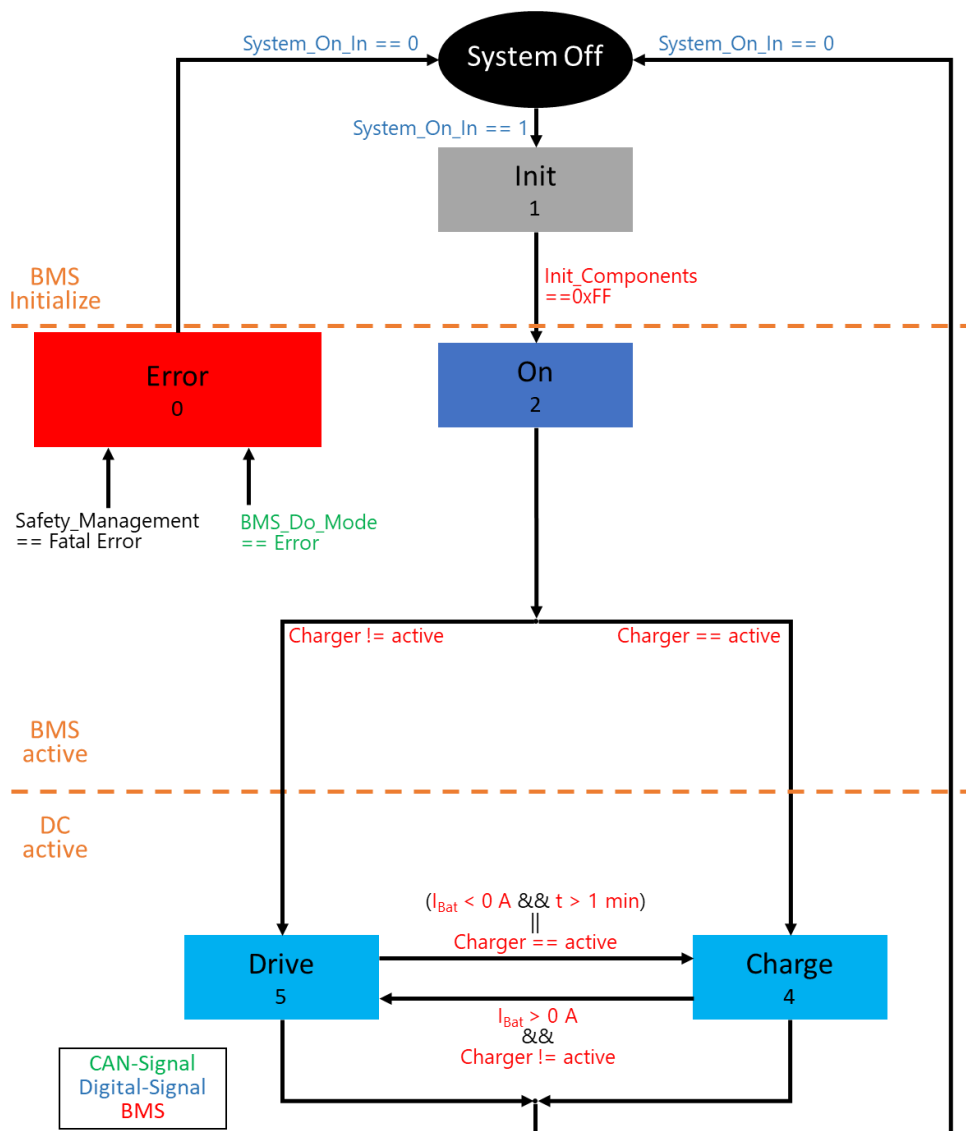 System_On_In == 0
System Off
System_On_In == 0
System_On_In == 1
Init
1
BMS
Initialize
Init_Components
==0xFF
Error
0
On
2
Safety_Management
== Fatal Error
BMS_Do_Mode
== Error
Charger != active
Charger == active
BMS
active
DC
active
(I_Bat < 0 A && t > 1 min)
||
Charger == active
Drive
5
Charge
4
I_Bat > 0 A
&&
Charger != active
CAN-Signal
Digital-Signal
BMS